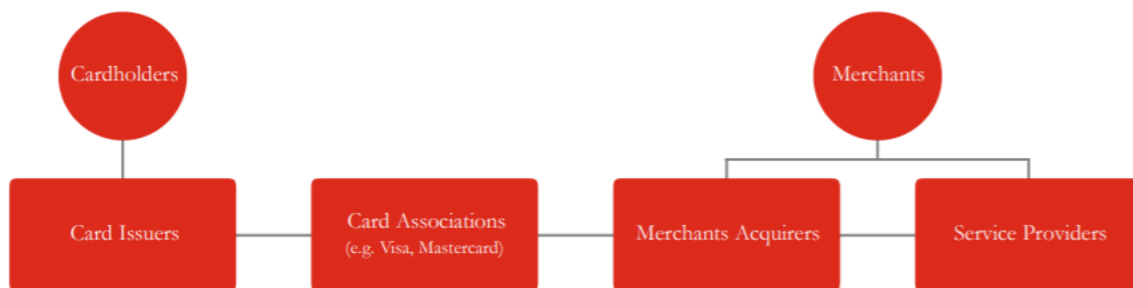 Cardholders
Merchants
Card Issuers
Card Associations
(e.g. Visa, Mastercard)
Merchants Acquirers
Service Providers